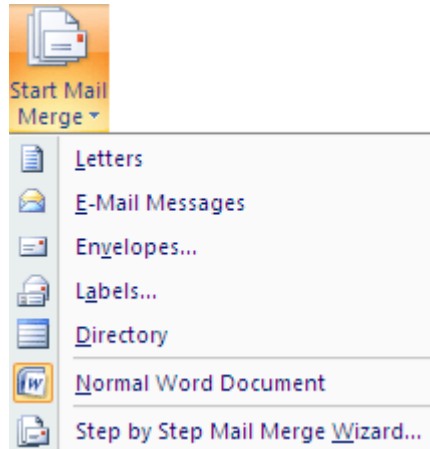 Start Mail
Merge
Letters
E-Mail Messages
Envelopes...
Labels...
Directory
Normal Word Document
Step by Step Mail Merge Wizard...